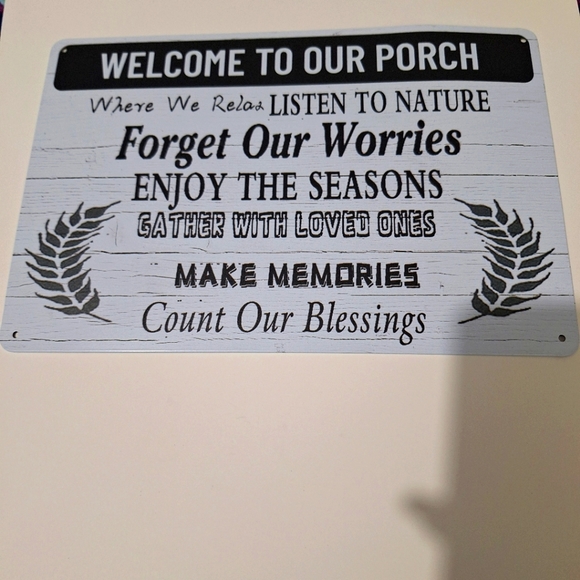 WELCOME TO OUR PORCH
Where We Relax LISTEN TO NATURE
Forget Our Worries
ENJOY THE SEASONS
GATHER WITH LOVED ONES
MAKE MEMORIES
Count Our Blessings